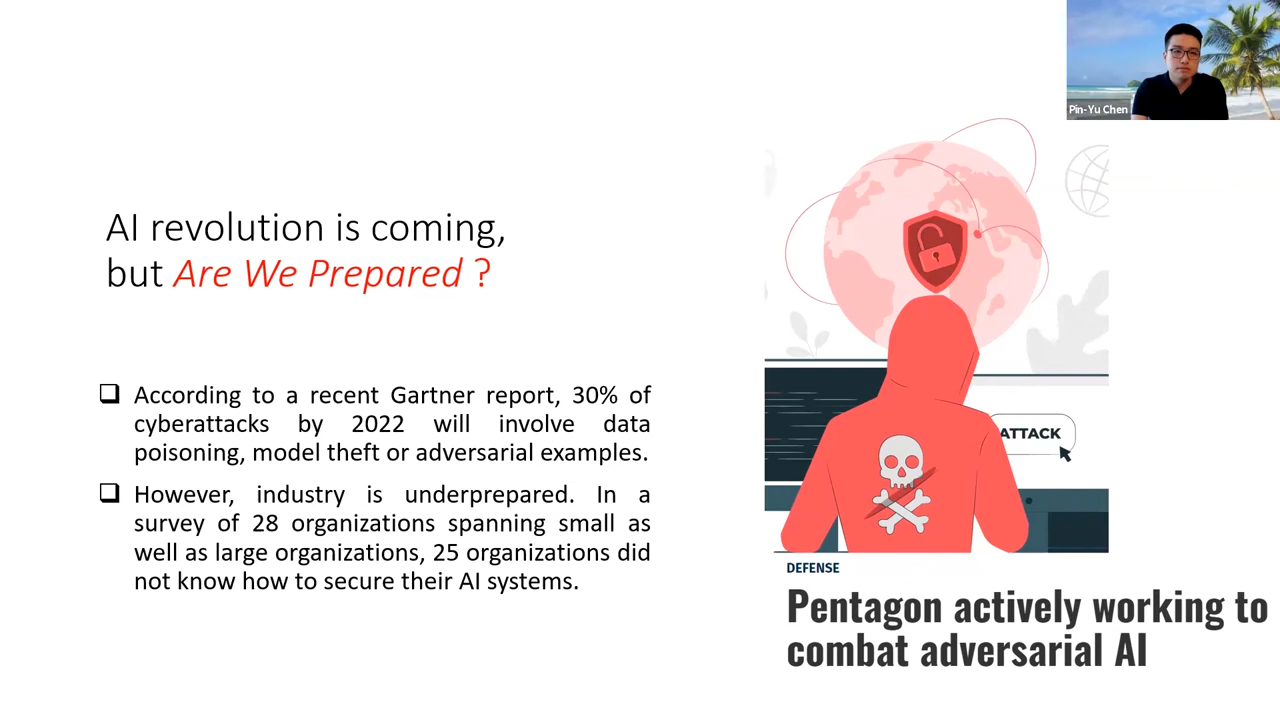 Pin-Yu Chen
AI revolution is coming,
but Are We Prepared ?
❑ According to a recent Gartner report, 30% of
cyberattacks by 2022 will involve data
poisoning, model theft or adversarial examples.
❑ However, industry is underprepared. In a
survey of 28 organizations spanning small as
well as large organizations, 25 organizations did
not know how to secure their AI systems.
ATTACK
DEFENSE
Pentagon actively working to
combat adversarial AI